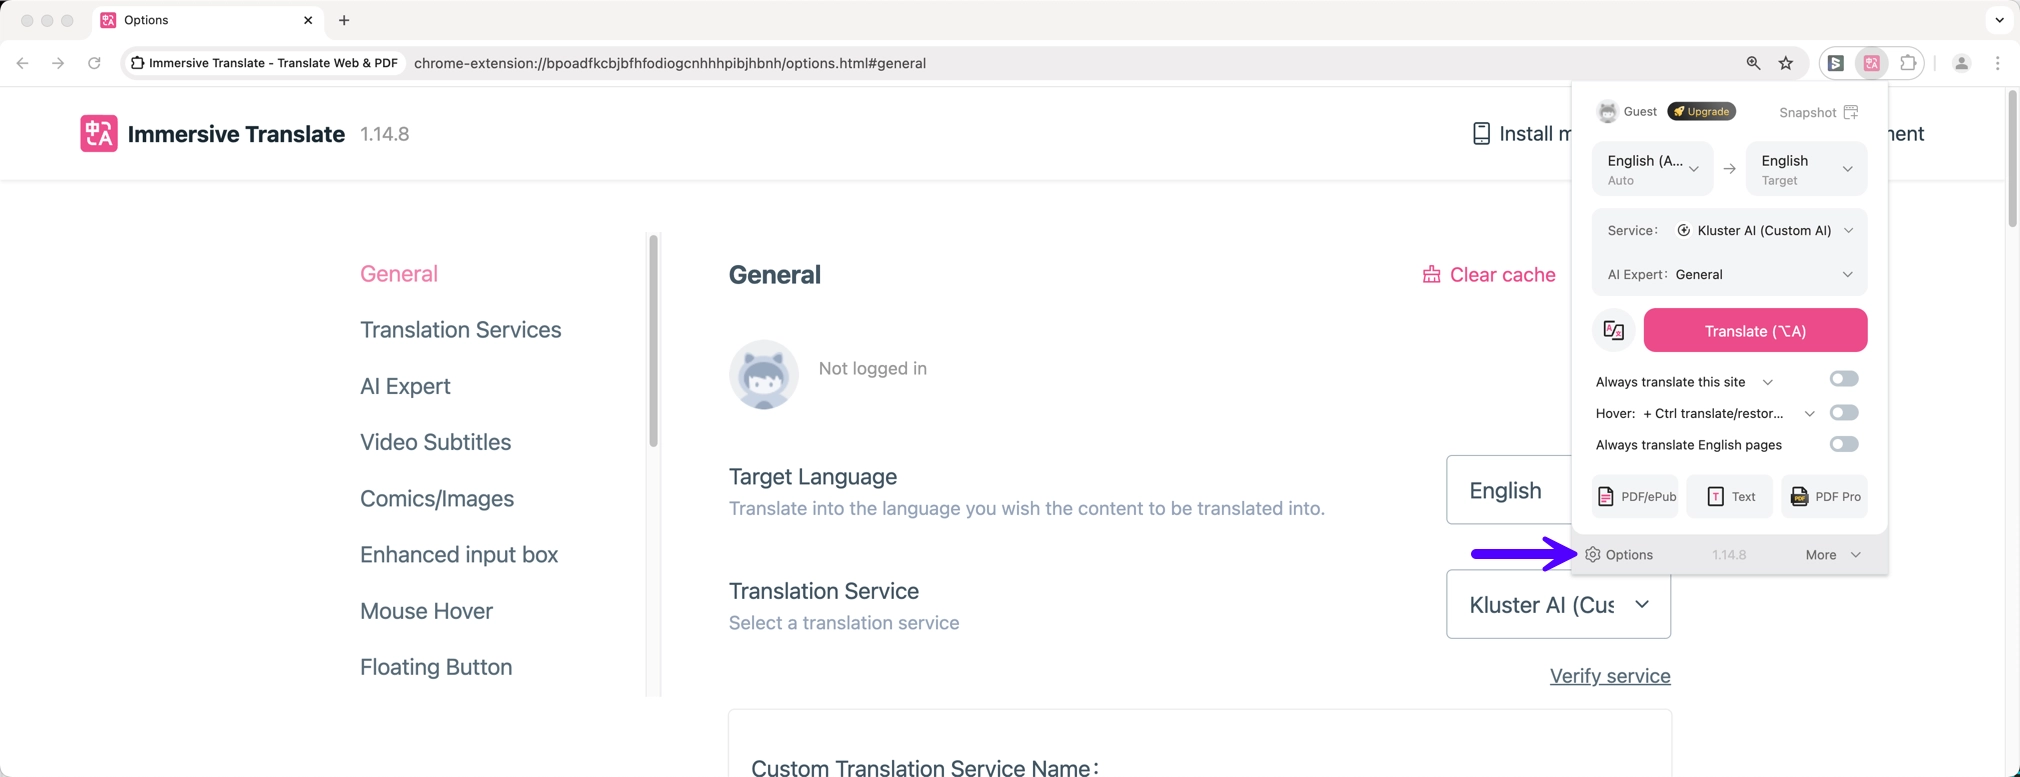 Options
Immersive Translate - Translate Web & PDF
chrome-extension://bpoadfkcbjbfhfodiogcnhhhpibjhbnh/options.html#general
Immersive Translate 1.14.8
Install m
nent
General
Translation Services
AI Expert
Video Subtitles
Comics/Images
Enhanced input box
Mouse Hover
Floating Button
General
Clear cache
Not logged in
Target Language
Translate into the language you wish the content to be translated into.
English
Translation Service
Select a translation service
Kluster AI (Cus
Verify service
Custom Translation Service Name:
Guest
Upgrade
Snapshot
English (A...
Auto
English
Target
Service:
Kluster AI (Custom AI)
AI Expert:
General
Translate (⌥A)
Always translate this site
Hover: + Ctrl translate/restor...
Always translate English pages
PDF/ePub
Text
PDF Pro
Options
1.14.8
More